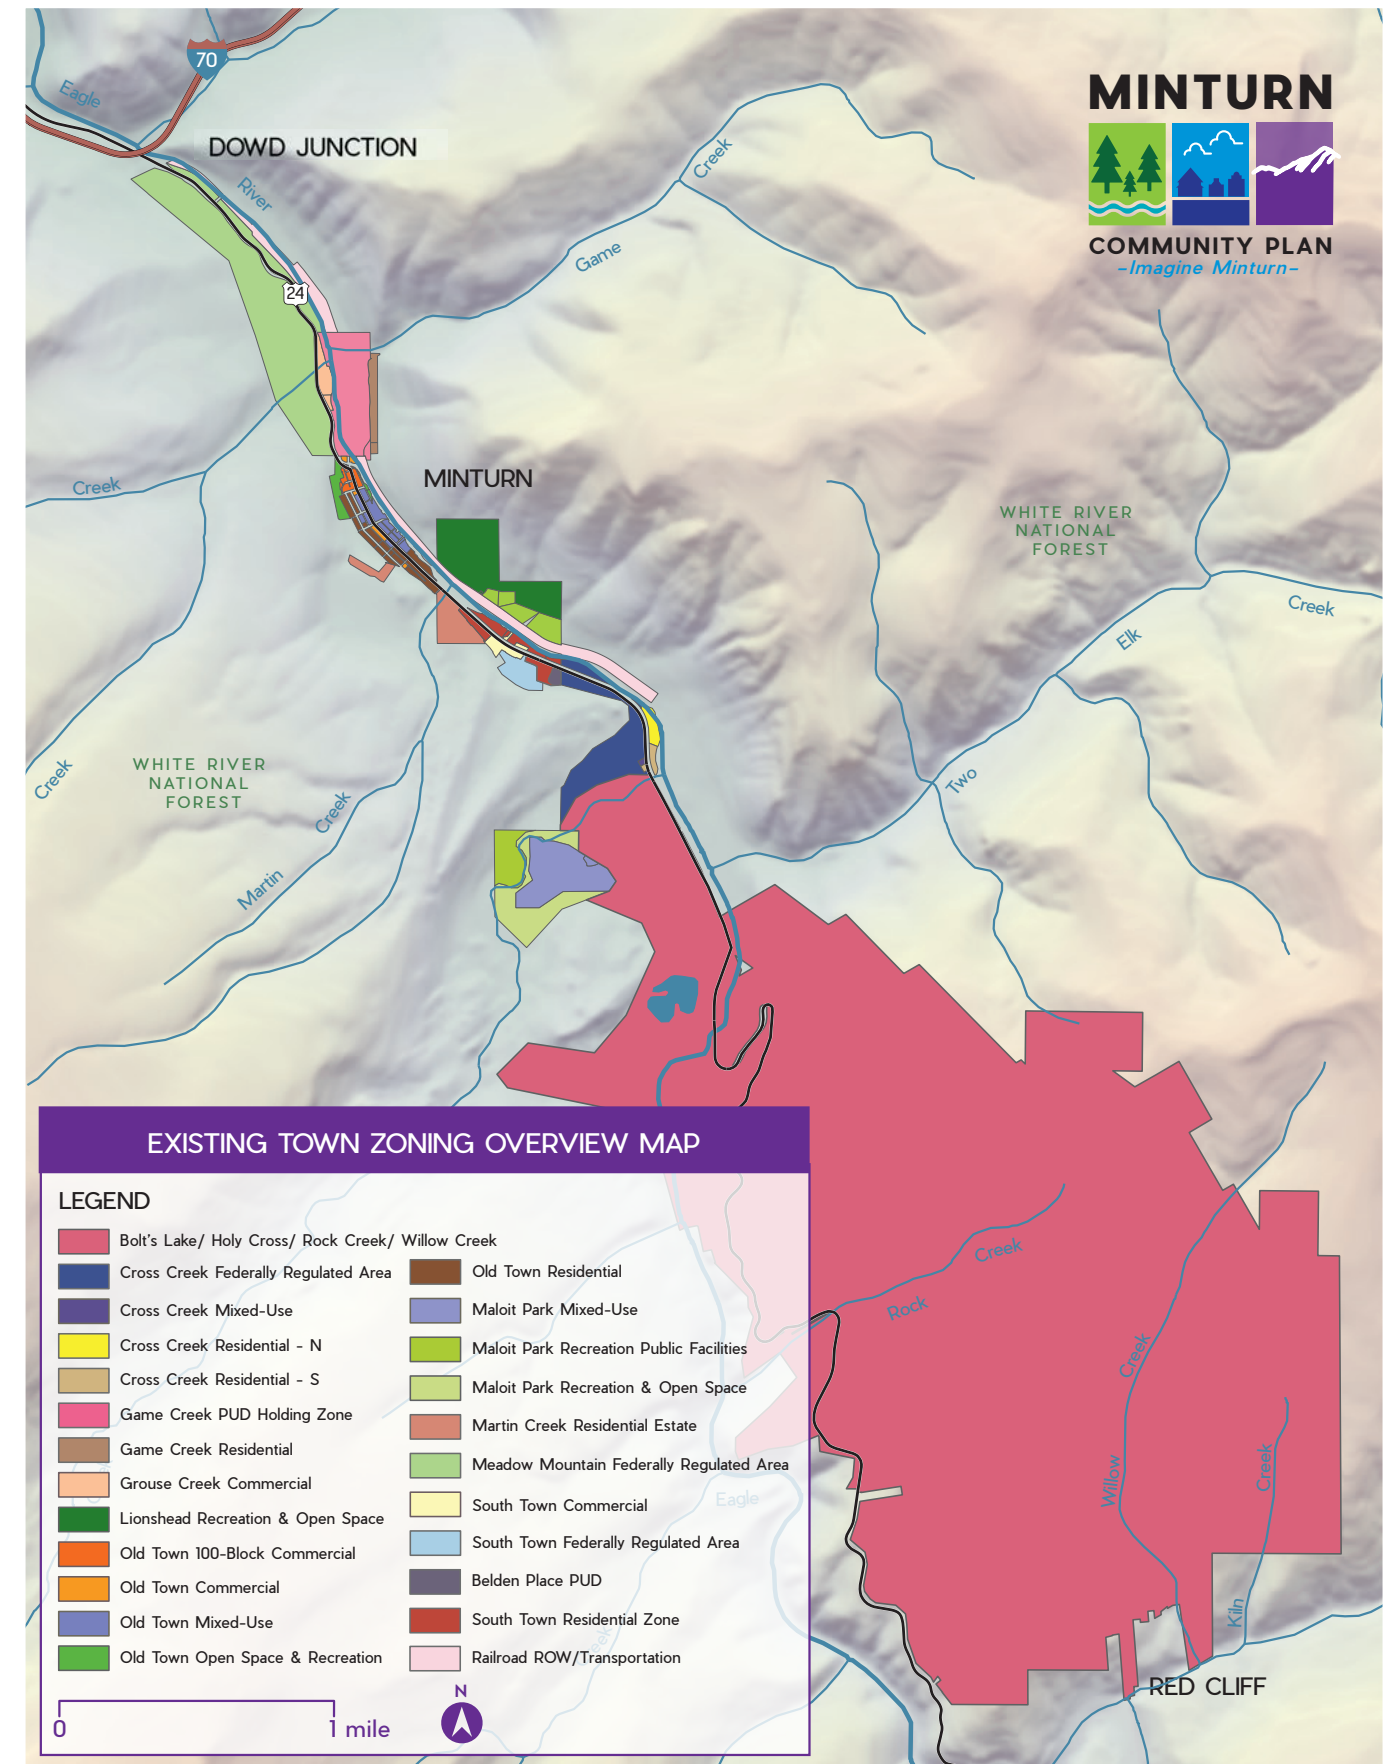 70
Eagle
DOWD JUNCTION
River
24
Creek
Game
MINTURN
COMMUNITY PLAN
-Imagine Minturn-
MINTURN
Creek
WHITE RIVER
NATIONAL
FOREST
Creek
Elk
Two
Creek
WHITE RIVER
NATIONAL
FOREST
Creek
Martin
Creek
Rock
Creek
Willow
Creek
Kiln
RED CLIFF
Eagle
Creek
EXISTING TOWN ZONING OVERVIEW MAP
LEGEND
Bolt's Lake/ Holy Cross/ Rock Creek/ Willow Creek
Cross Creek Federally Regulated Area
Cross Creek Mixed-Use
Cross Creek Residential - N
Cross Creek Residential - S
Game Creek PUD Holding Zone
Game Creek Residential
Grouse Creek Commercial
Lionshead Recreation & Open Space
Old Town 100-Block Commercial
Old Town Commercial
Old Town Mixed-Use
Old Town Open Space & Recreation
Old Town Residential
Maloit Park Mixed-Use
Maloit Park Recreation Public Facilities
Maloit Park Recreation & Open Space
Martin Creek Residential Estate
Meadow Mountain Federally Regulated Area
South Town Commercial
South Town Federally Regulated Area
Belden Place PUD
South Town Residential Zone
Railroad ROW/Transportation
0
1 mile
N